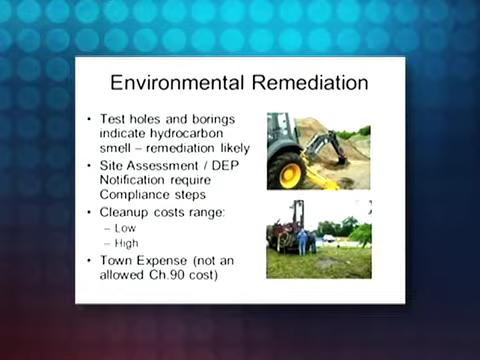 Environmental Remediation
• Test holes and borings
indicate hydrocarbon
smell – remediation likely
• Site Assessment / DEP
Notification require
Compliance steps
• Cleanup costs range:
– Low
– High
• Town Expense (not an
allowed Ch.90 cost)